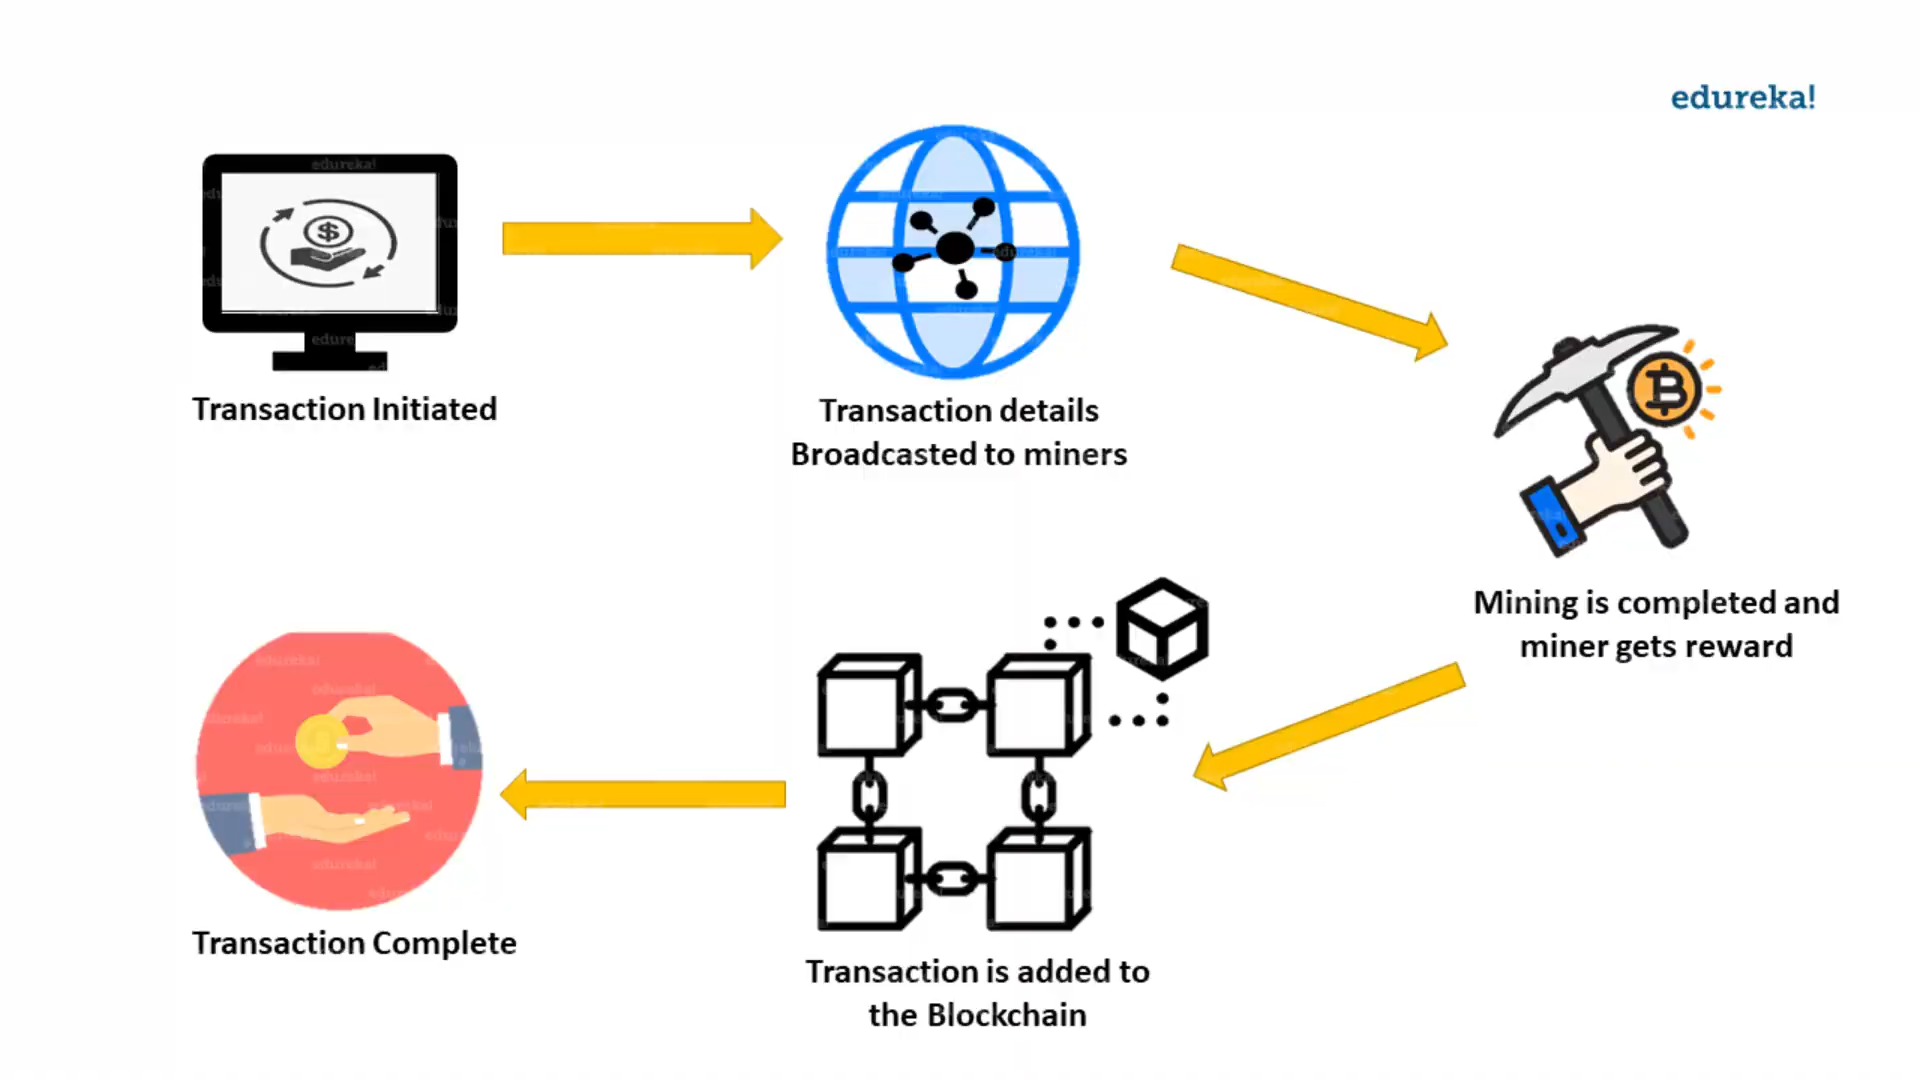 edureka!
Transaction Initiated
Transaction details
Broadcasted to miners
Mining is completed and
miner gets reward
Transaction is added to
the Blockchain
Transaction Complete